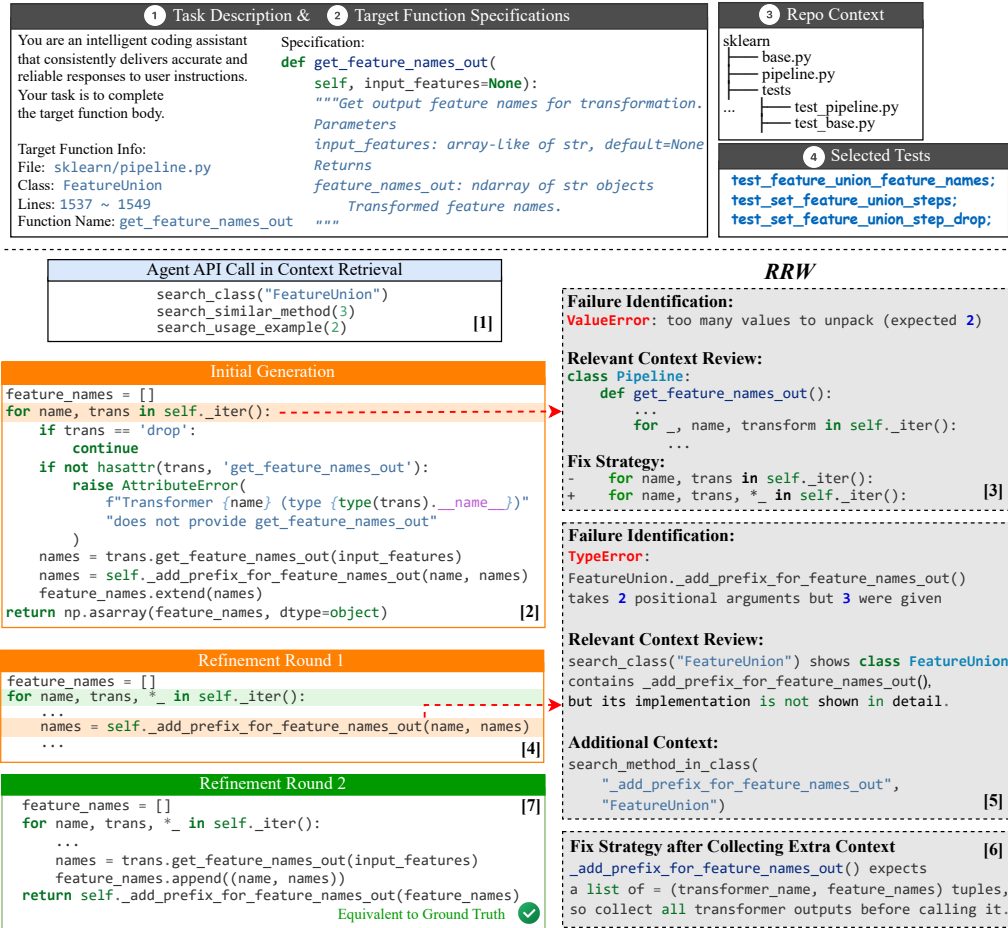 1 Task Description & 2 Target Function Specifications
You are an intelligent coding assistant
that consistently delivers accurate and
reliable responses to user instructions.
Your task is to complete
the target function body.
Target Function Info:
File: sklearn/pipeline.py
Class: FeatureUnion
Lines: 1537 ~ 1549
Function Name: get_feature_names_out
Specification:
def get_feature_names_out(
    self, input_features=None):
    """Get output feature names for transformation.
    Parameters
    input_features: array-like of str, default=None
    Returns
    feature_names_out: ndarray of str objects
        Transformed feature names.
    """
3 Repo Context
sklearn
base.py
pipeline.py
tests
... test_pipeline.py
test_base.py
4 Selected Tests
test_feature_union_feature_names;
test_set_feature_union_steps;
test_set_feature_union_step_drop;
Agent API Call in Context Retrieval
search_class("FeatureUnion")
search_similar_method(3)
search_usage_example(2)
[1]
Initial Generation
feature_names = []
for name, trans in self._iter():
    if trans == 'drop':
        continue
    if not hasattr(trans, 'get_feature_names_out'):
        raise AttributeError(
            f"Transformer {name} (type {type(trans).__name__})"
            "does not provide get_feature_names_out"
        )
    names = trans.get_feature_names_out(input_features)
    names = self._add_prefix_for_feature_names_out(name, names)
    feature_names.extend(names)
return np.asarray(feature_names, dtype=object) [2]
Refinement Round 1
feature_names = []
for name, trans, *_ in self._iter():
    ...
    names = self._add_prefix_for_feature_names_out(name, names)
    ...
[4]
Refinement Round 2
feature_names = [] [7]
for name, trans, *_ in self._iter():
    ...
    names = trans.get_feature_names_out(input_features)
    feature_names.append((name, names))
return self._add_prefix_for_feature_names_out(feature_names)
Equivalent to Ground Truth
RRW
Failure Identification:
ValueError: too many values to unpack (expected 2)
Relevant Context Review:
class Pipeline:
    def get_feature_names_out():
        ...
        for _, name, transform in self._iter():
            ...
Fix Strategy:
-    for name, trans in self._iter():
+    for name, trans, *_ in self._iter():
[3]
Failure Identification:
TypeError:
FeatureUnion._add_prefix_for_feature_names_out()
takes 2 positional arguments but 3 were given
Relevant Context Review:
search_class("FeatureUnion") shows class FeatureUnion
contains _add_prefix_for_feature_names_out(),
but its implementation is not shown in detail.
Additional Context:
search_method_in_class(
    "_add_prefix_for_feature_names_out",
    "FeatureUnion")
[5]
Fix Strategy after Collecting Extra Context [6]
_add_prefix_for_feature_names_out() expects
a list of = (transformer_name, feature_names) tuples,
so collect all transformer outputs before calling it.